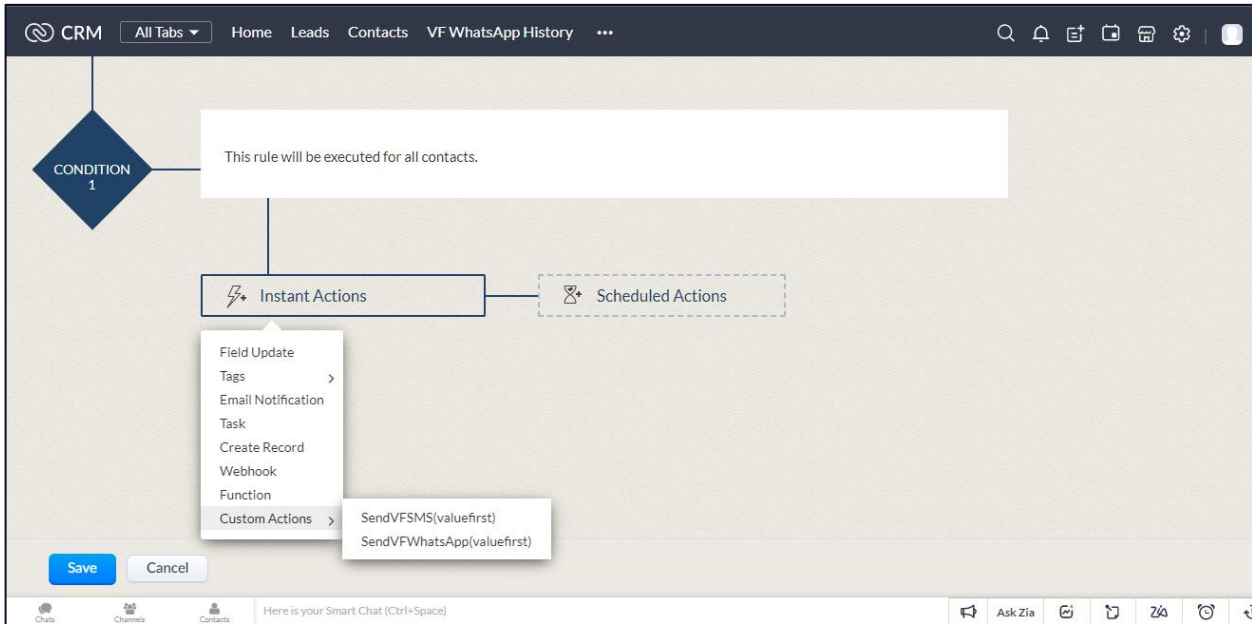 CRM All Tabs Home Leads Contacts VF WhatsApp History •••
CONDITION
1
This rule will be executed for all contacts.
Instant Actions
Scheduled Actions
Field Update
Tags
Email Notification
Task
Create Record
Webhook
Function
Custom Actions
SendVFSMS(valuefirst)
SendVFWhatsApp(valuefirst)
Save Cancel
Chats Channels Contacts Here is your Smart Chat (Ctrl+Space) Ask Zia